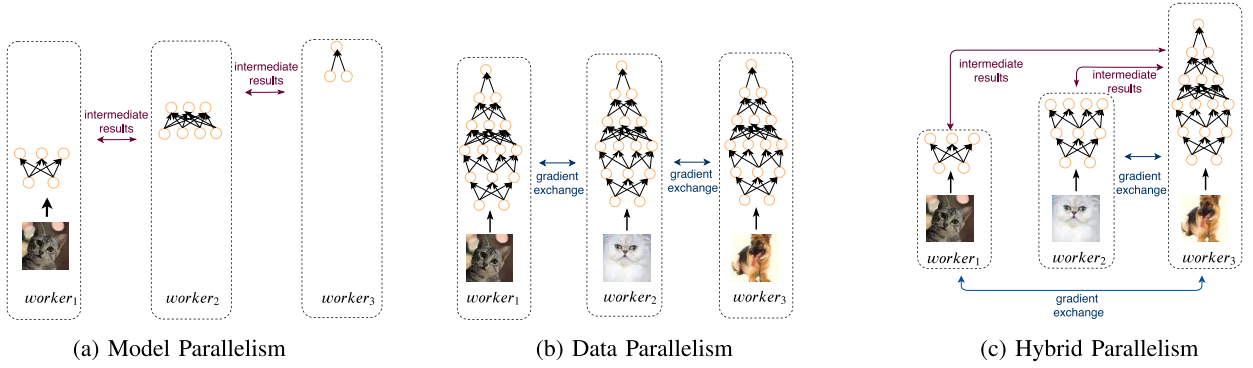 intermediate
results
intermediate
results
worker1
worker2
worker3
(a) Model Parallelism
gradient
exchange
gradient
exchange
worker1
worker2
worker3
(b) Data Parallelism
intermediate
results
intermediate
results
gradient
exchange
worker1
worker2
worker3
gradient
exchange
(c) Hybrid Parallelism